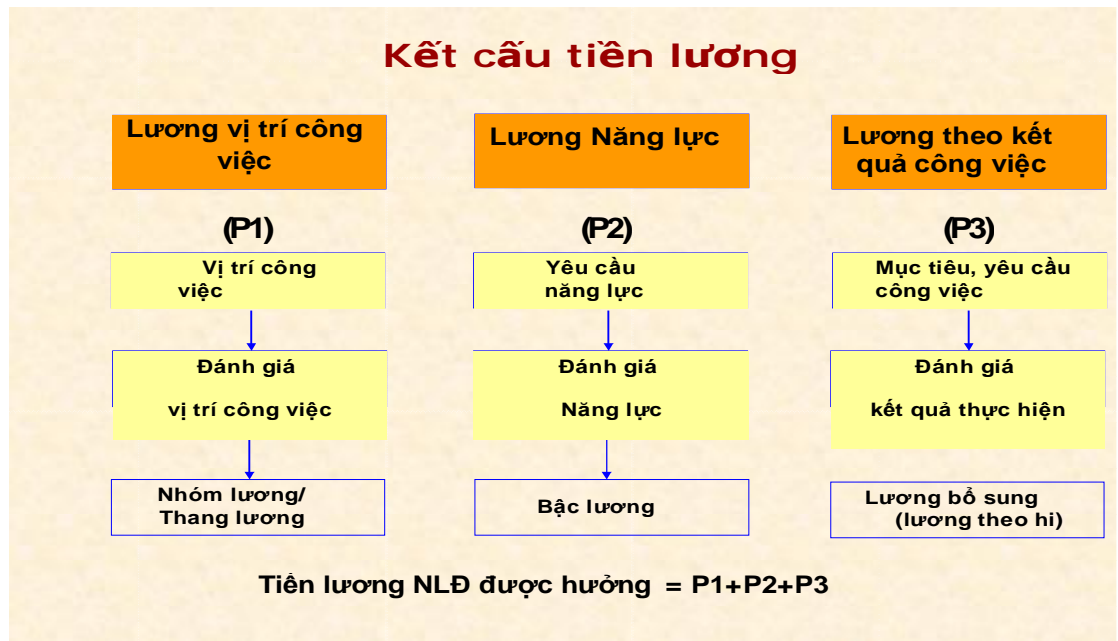 Kết cấu tiền lương
Lương vị trí công
việc
(P1)
Vị trí công
việc
Đánh giá
vị trí công việc
Nhóm lương/
Thang lương
Lương Năng lực
(P2)
Yêu cầu
năng lực
Đánh giá
Năng lực
Bậc lương
Lương theo kết
quả công việc
(P3)
Mục tiêu, yêu cầu
công việc
Đánh giá
kết quả thực hiện
Lương bổ sung
(lương theo hi)
Tiền lương NLĐ được hưởng = P1+P2+P3